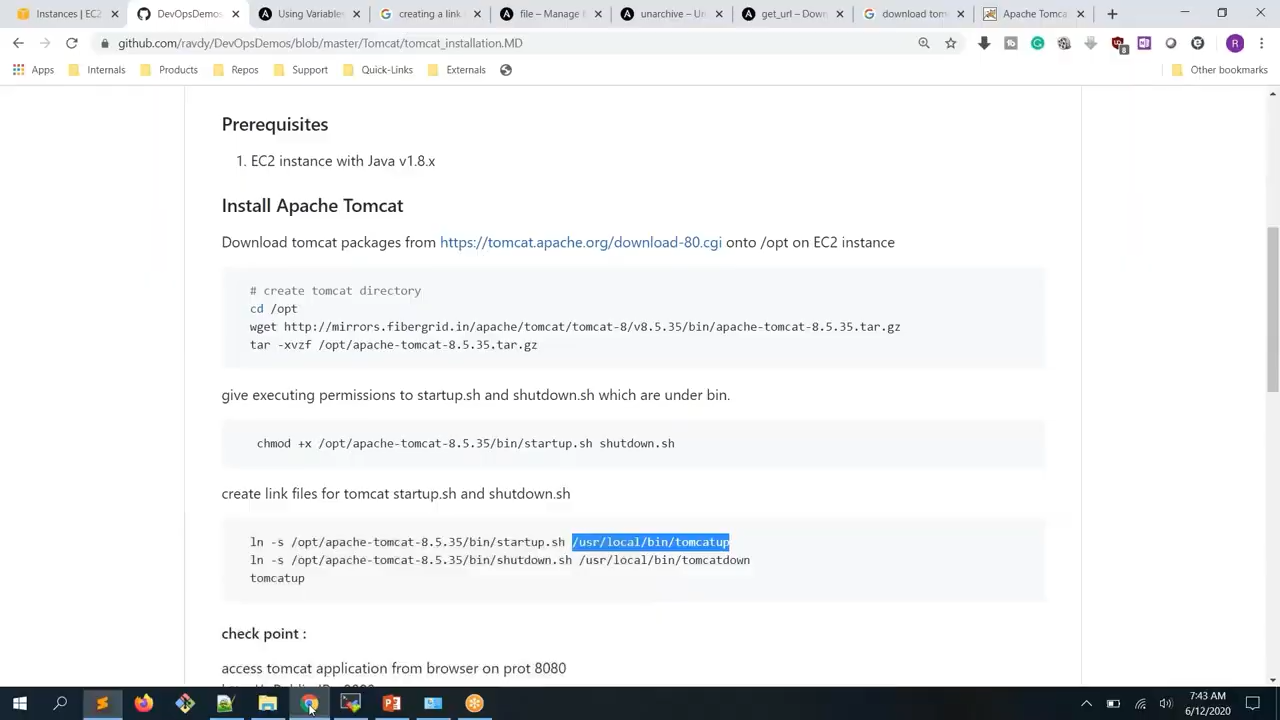 Instances | EC2
DevOpsDemos
Using Variables
creating a link
file – Manage
unarchive – Un
get_url – Down
download tom
Apache Tomca
github.com/ravdy/DevOpsDemos/blob/master/Tomcat/tomcat_installation.MD
8
R
Apps
Internals
Products
Repos
Support
Quick-Links
Externals
Other bookmarks
Prerequisites
1. EC2 instance with Java v1.8.x
Install Apache Tomcat
Download tomcat packages from https://tomcat.apache.org/download-80.cgi onto /opt on EC2 instance
# create tomcat directory
cd /opt
wget http://mirrors.fibergrid.in/apache/tomcat/tomcat-8/v8.5.35/bin/apache-tomcat-8.5.35.tar.gz
tar -xvzf /opt/apache-tomcat-8.5.35.tar.gz
give executing permissions to startup.sh and shutdown.sh which are under bin.
chmod +x /opt/apache-tomcat-8.5.35/bin/startup.sh shutdown.sh
create link files for tomcat startup.sh and shutdown.sh
ln -s /opt/apache-tomcat-8.5.35/bin/startup.sh /usr/local/bin/tomcatup
ln -s /opt/apache-tomcat-8.5.35/bin/shutdown.sh /usr/local/bin/tomcatdown
tomcatup
check point :
access tomcat application from browser on prot 8080
7:43 AM
6/12/2020